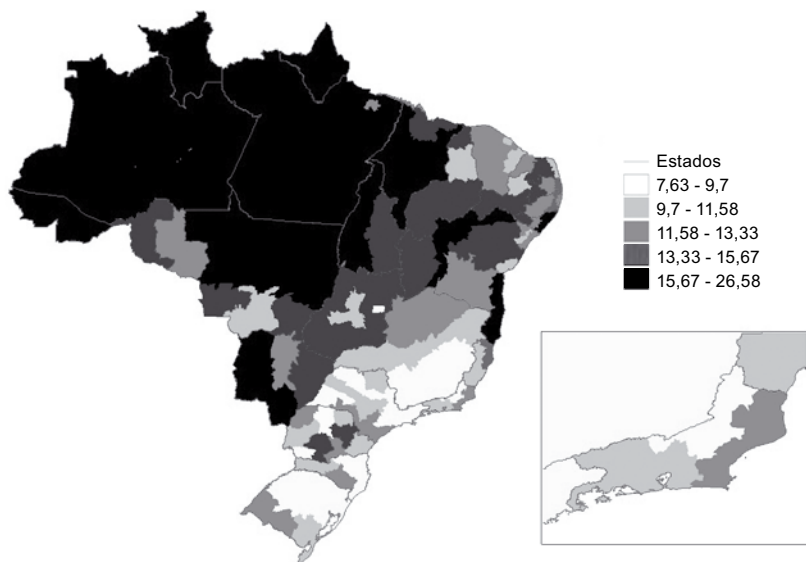 Estados
7,63 - 9,7
9,7 - 11,58
11,58 - 13,33
13,33 - 15,67
15,67 - 26,58